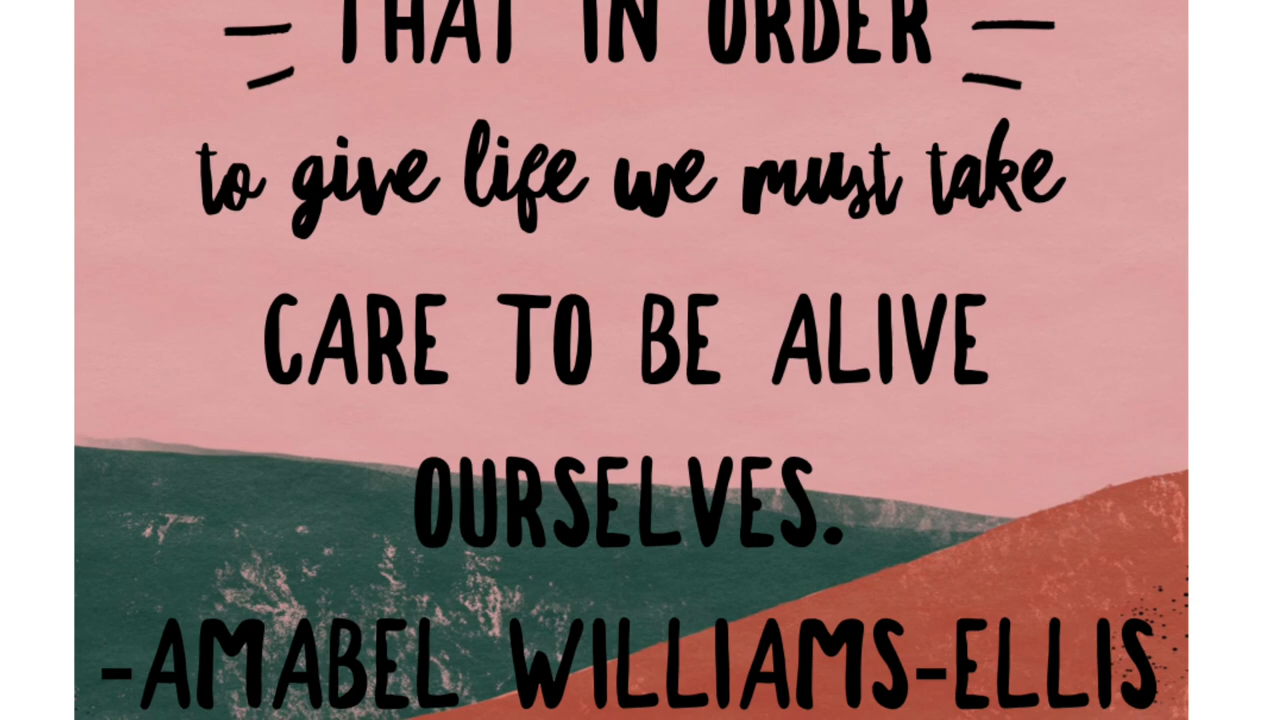 THAT IN ORDER
to give life we must take
CARE TO BE ALIVE
OURSELVES.
-AMABEL WILLIAMS-ELLIS